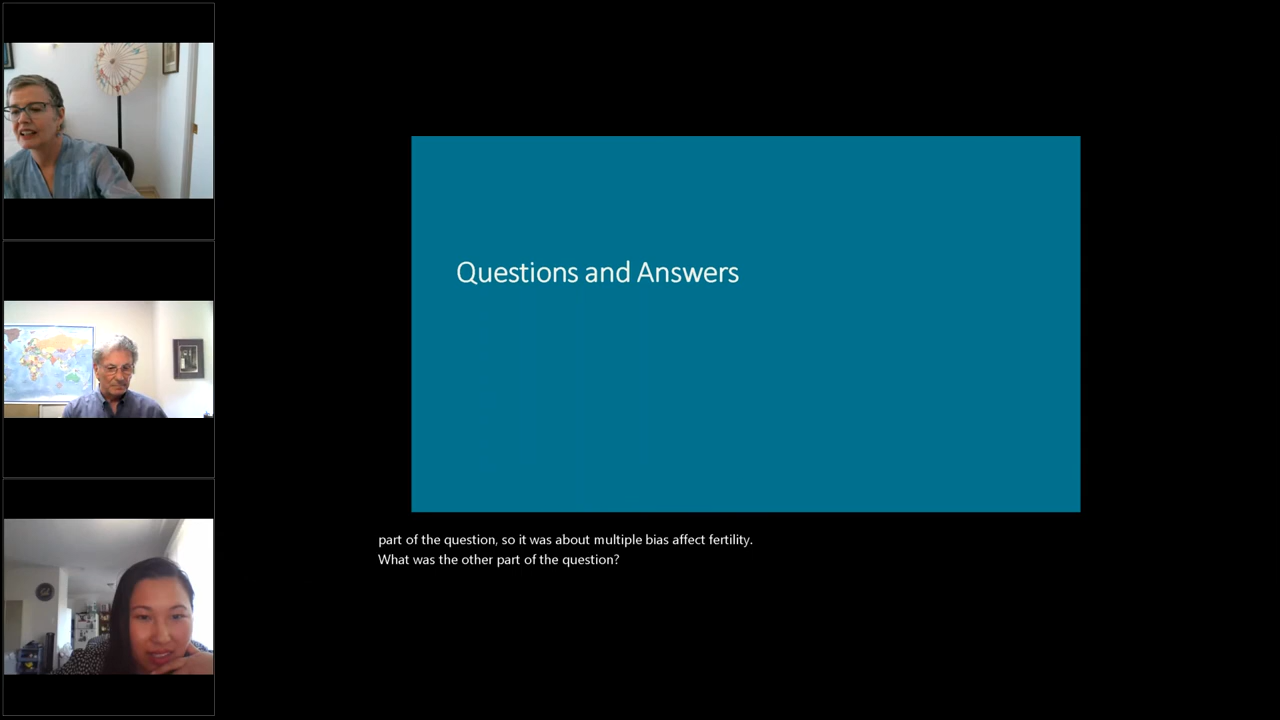 Questions and Answers
part of the question, so it was about multiple bias affect fertility.
What was the other part of the question?